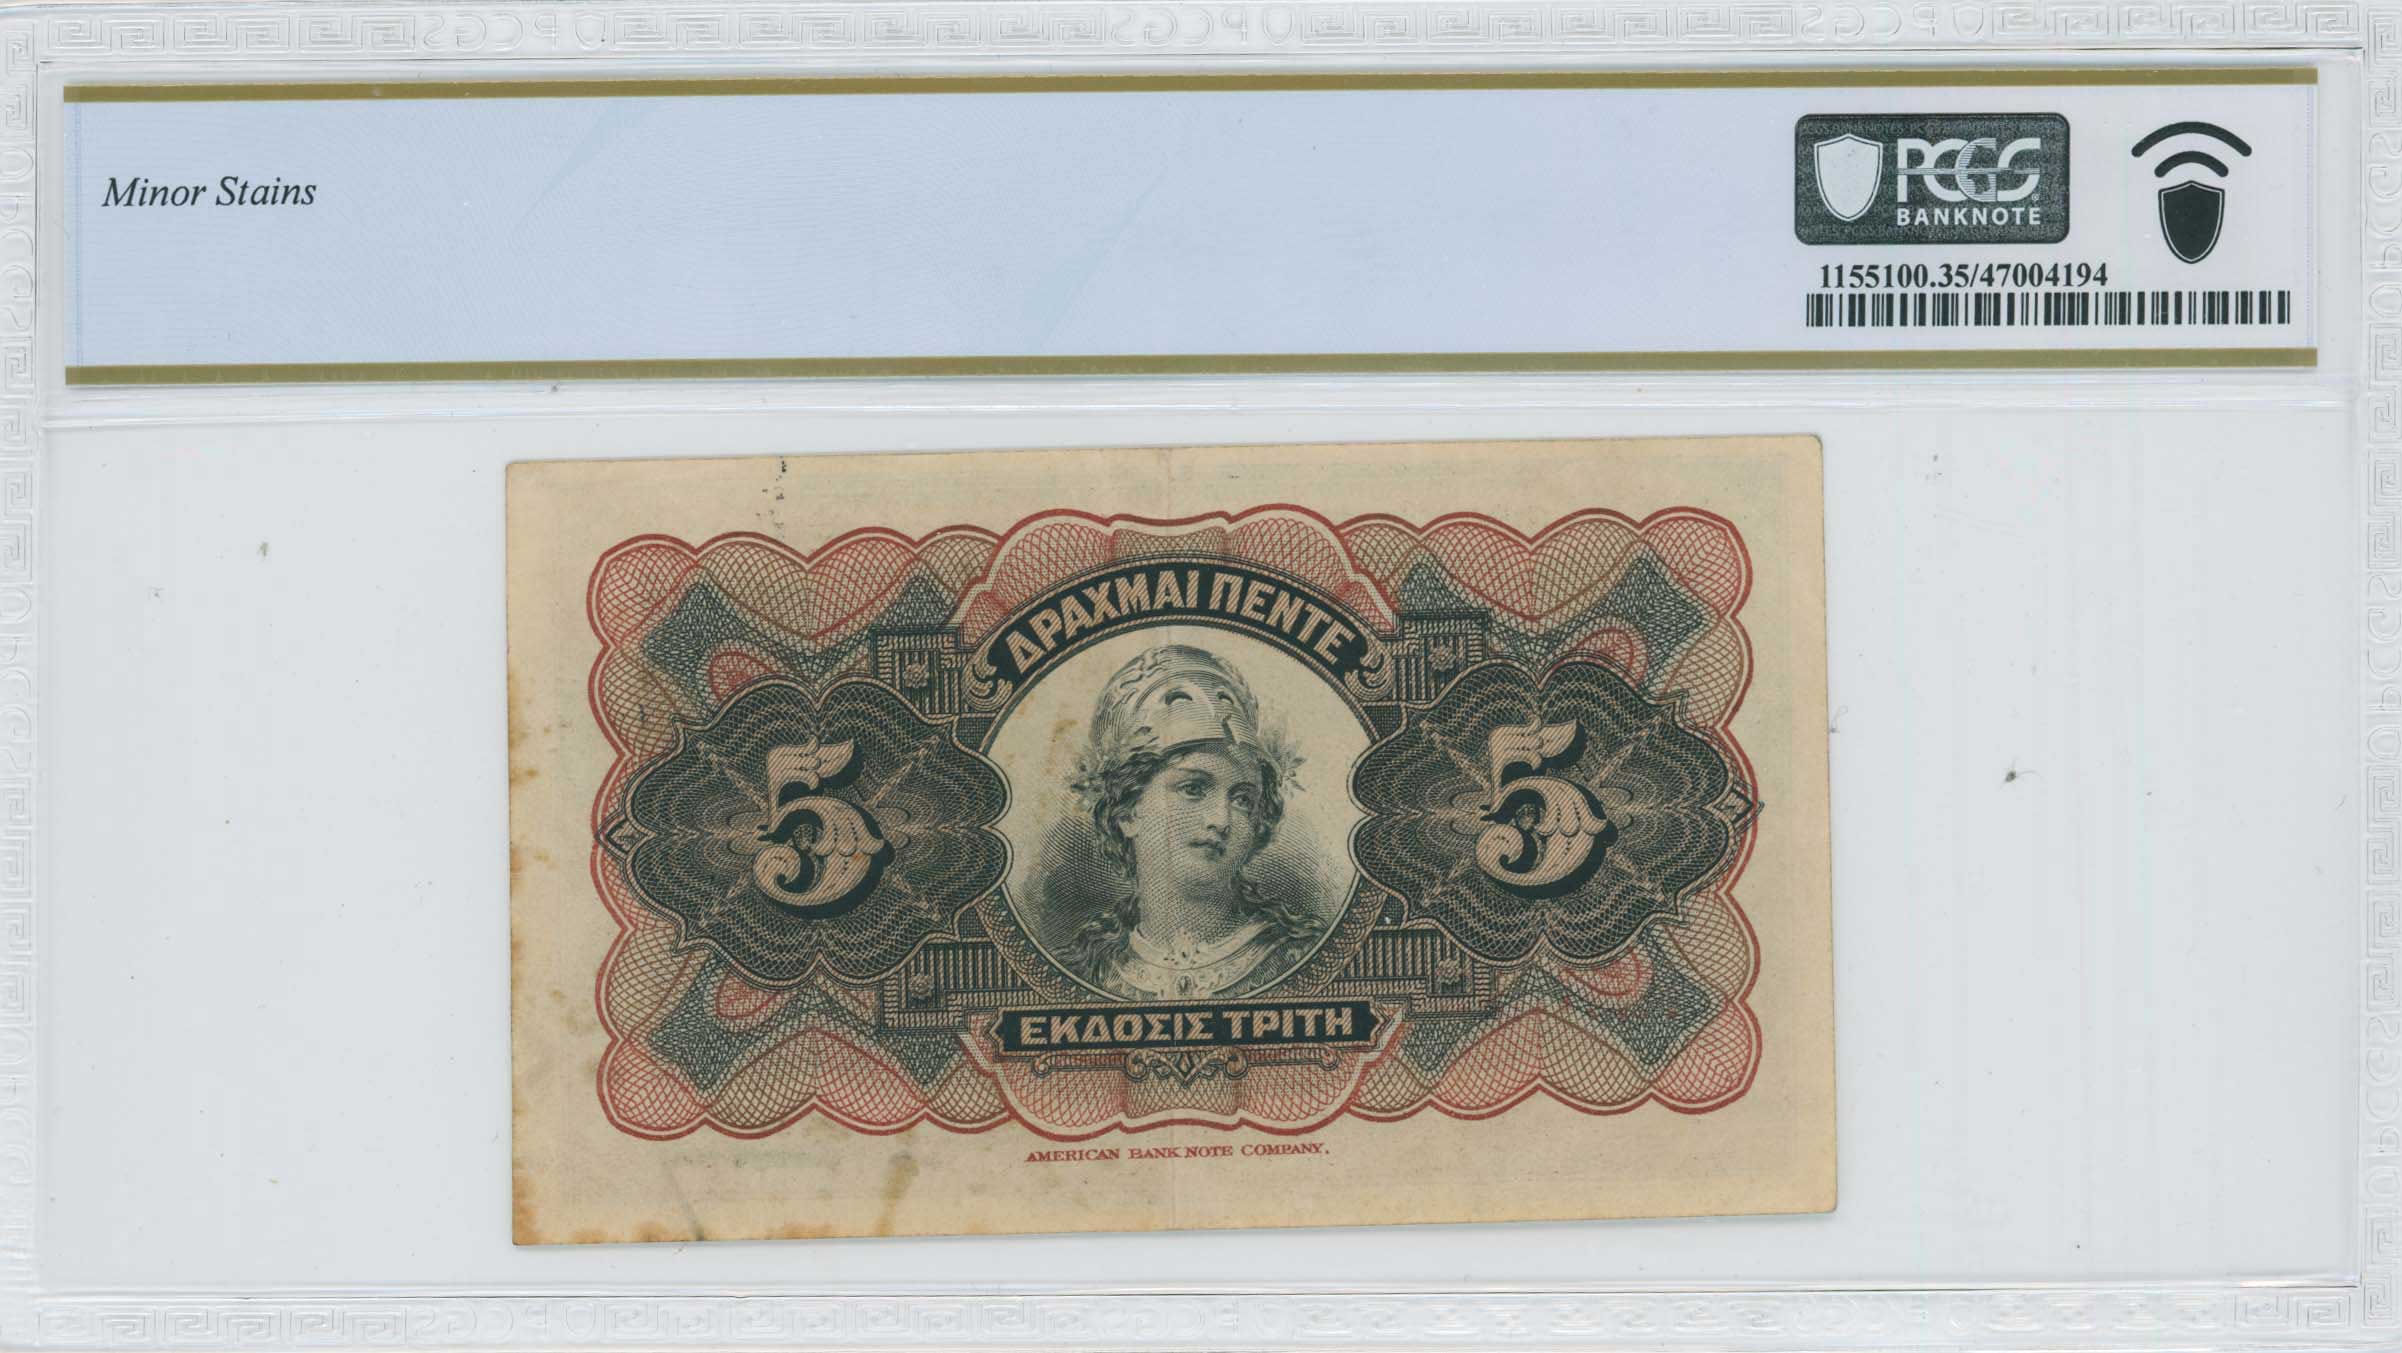 Minor Stains
PCGS
BANKNOTE
1155100.35/47004194
ΔΡΑΧΜΑΙ ΠΕΝΤΕ
5 5
ΕΚΔΟΣΙΣ ΤΡΙΤΗ
AMERICAN BANK NOTE COMPANY.